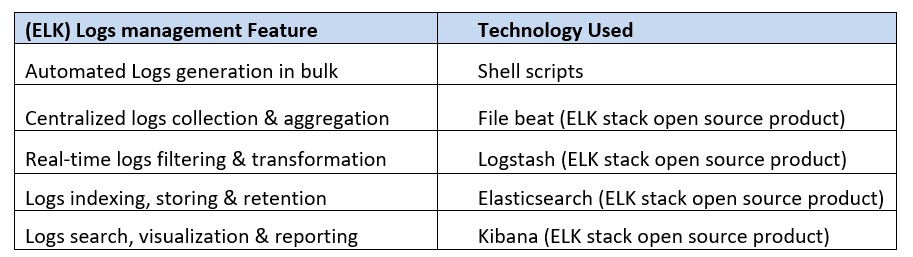 (ELK) Logs management Feature Technology Used
Automated Logs generation in bulk Shell scripts
Centralized logs collection & aggregation File beat (ELK stack open source product)
Real-time logs filtering & transformation Logstash (ELK stack open source product)
Logs indexing, storing & retention Elasticsearch (ELK stack open source product)
Logs search, visualization & reporting Kibana (ELK stack open source product)